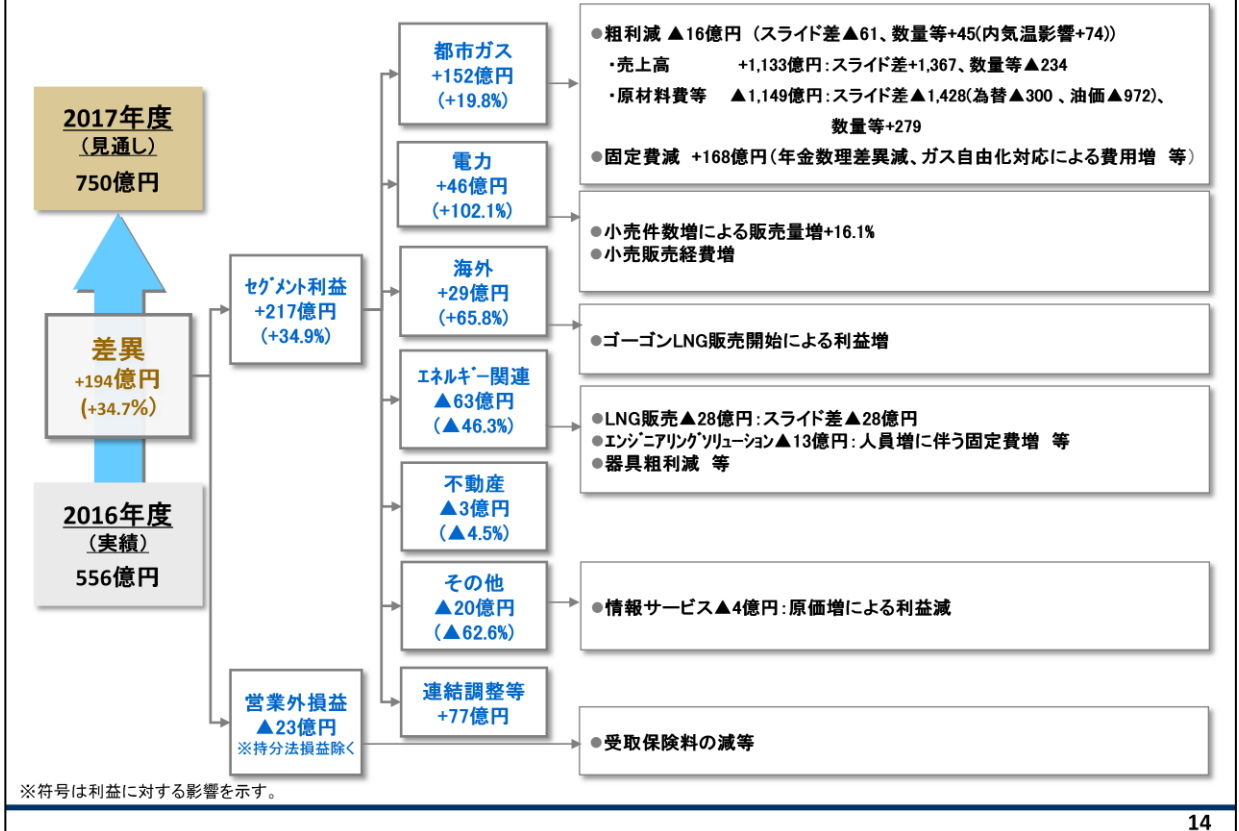 2017年度
(見通し)
750億円
差異
+194億円
(+34.7%)
2016年度
(実績)
556億円
セグメント利益
+217億円
(+34.9%)
営業外損益
▲23億円
※持分法損益除く
都市ガス
+152億円
(+19.8%)
電力
+46億円
(+102.1%)
海外
+29億円
(+65.8%)
エネルギー関連
▲63億円
(▲46.3%)
不動産
▲3億円
(▲4.5%)
その他
▲20億円
(▲62.6%)
連結調整等
+77億円
●粗利減 ▲16億円 (スライド差▲61、数量等+45(内気温影響+74))
・売上高 +1,133億円:スライド差+1,367、数量等▲234
・原材料費等 ▲1,149億円:スライド差▲1,428(為替▲300 、油価▲972)、
数量等+279
●固定費減 +168億円(年金数理差異減、ガス自由化対応による費用増 等)
●小売件数増による販売量増+16.1%
●小売販売経費増
●ゴーゴンLNG販売開始による利益増
●LNG販売▲28億円:スライド差▲28億円
●エンジニアリングソリューション▲13億円:人員増に伴う固定費増 等
●器具粗利減 等
●情報サービス▲4億円:原価増による利益減
●受取保険料の減等
※符号は利益に対する影響を示す。
14